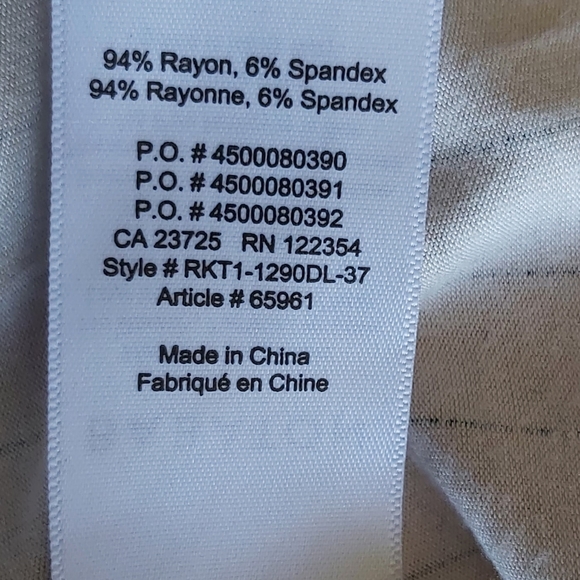 94% Rayon, 6% Spandex
94% Rayonne, 6% Spandex
P.O. # 4500080390
P.O. # 4500080391
P.O. # 4500080392
CA 23725 RN 122354
Style # RKT1-1290DL-37
Article # 65961
Made in China
Fabriqué en Chine